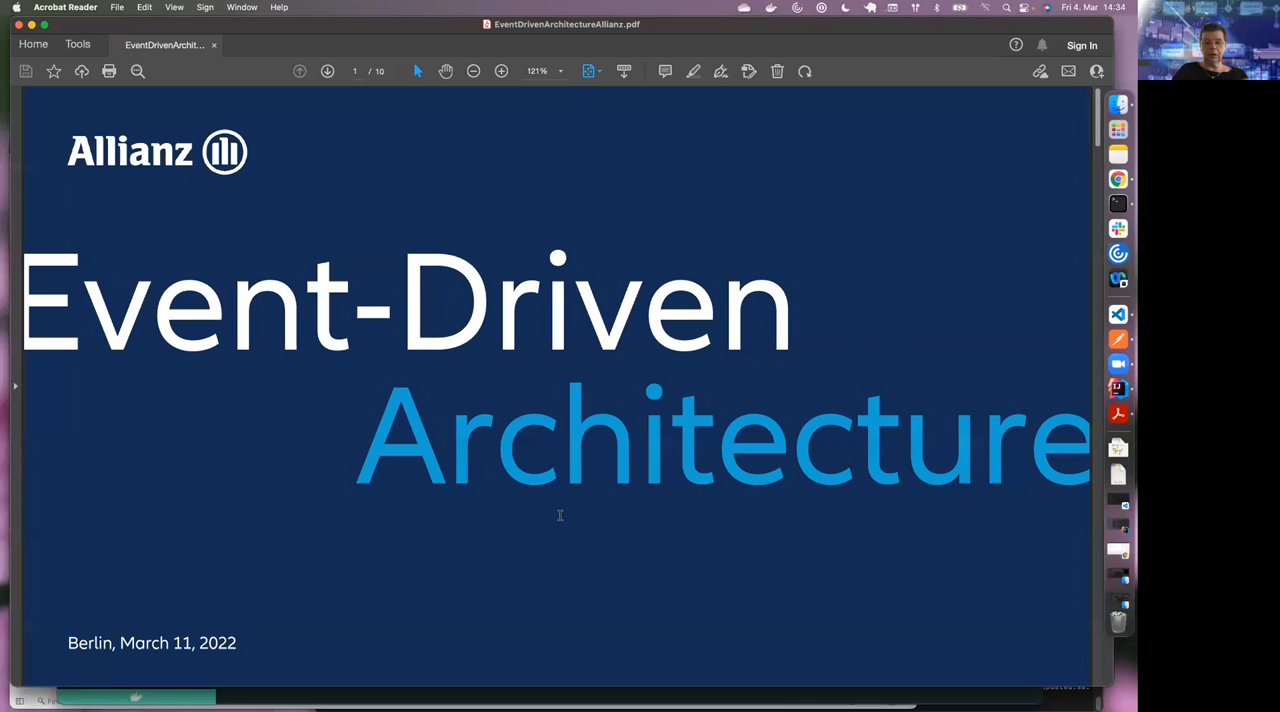 Acrobat Reader File Edit View Sign Window Help Fri 4. Mar 14:34
EventDrivenArchitectureAllianz.pdf
Home Tools EventDrivenArchit... × Sign In
1 / 10 121%
Allianz
Event-Driven
Architecture
Berlin, March 11, 2022